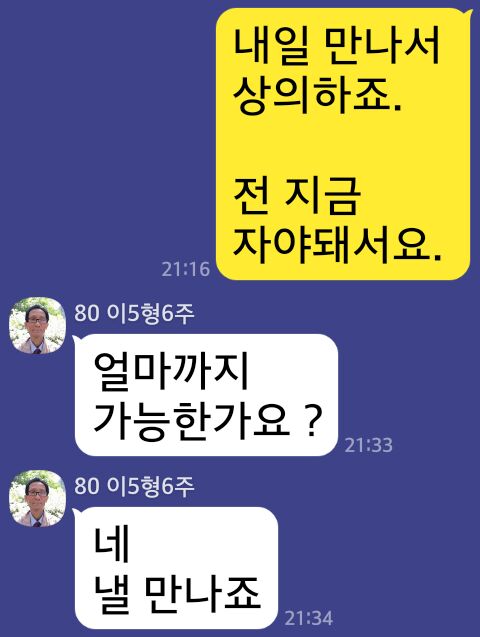 내일 만나서
상의하죠.
전 지금
자야돼서요.
21:16
80 이5형6주
얼마까지
가능한가요 ?
21:33
80 이5형6주
네
낼 만나죠
21:34